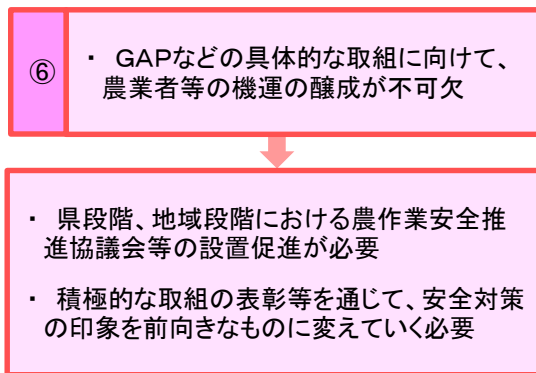 ⑥
・ GAPなどの具体的な取組に向けて、
農業者等の機運の醸成が不可欠
・ 県段階、地域段階における農作業安全推
進協議会等の設置促進が必要
・ 積極的な取組の表彰等を通じて、安全対策
の印象を前向きなものに変えていく必要